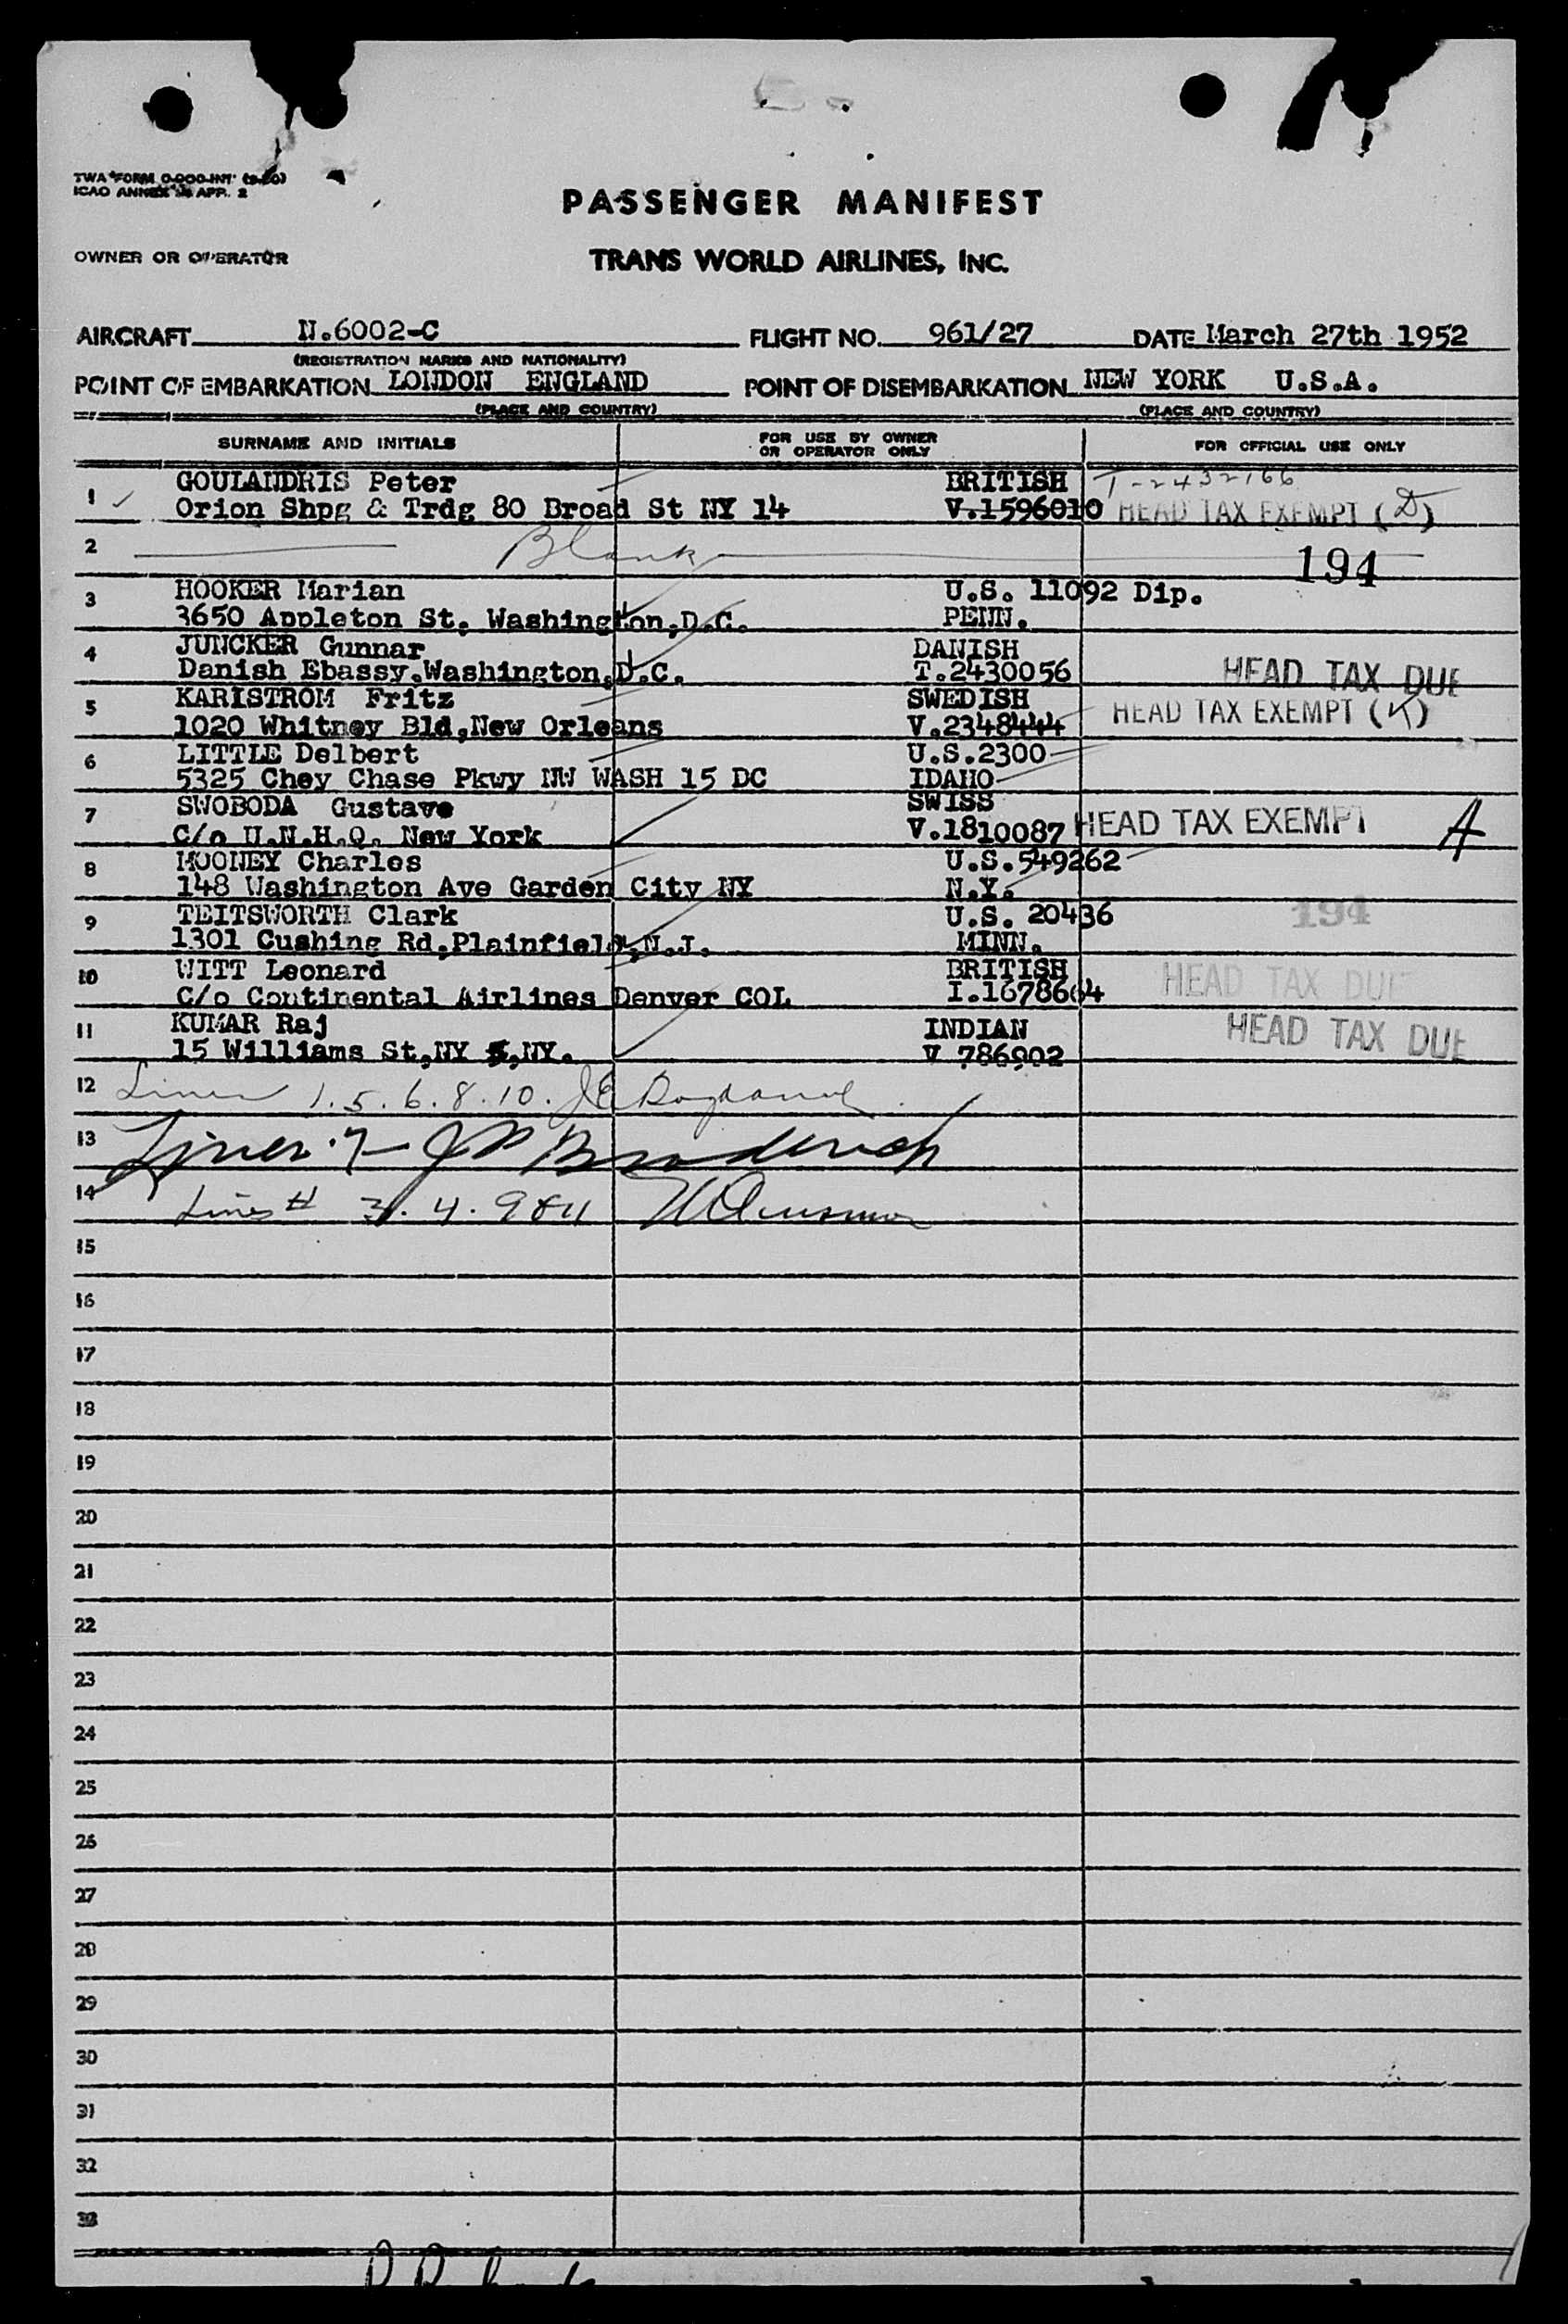 TWA FORM 0-000-INT'
ICAO ANNEX APP. 2
PASSENGER MANIFEST
OWNER OR OPERATOR TRANS WORLD AIRLINES, INC.
AIRCRAFT N.6002-C FLIGHT NO. 961/27 DATE March 27th 1952
(REGISTRATION MARKS AND NATIONALITY)
POINT OF EMBARKATION LONDON ENGLAND POINT OF DISEMBARKATION NEW YORK U.S.A.
(PLACE AND COUNTRY) (PLACE AND COUNTRY)
SURNAME AND INITIALS FOR USE BY OWNER OR OPERATOR ONLY FOR OFFICIAL USE ONLY
1 GOULANDRIS Peter BRITISH T-2432166
Orion Shpg & Trdg 80 Broad St NY 14 V.1596010 HEAD TAX EXEMPT (D)
2 Blank 194
3 HOOKER Marian U.S. 11092 Dip.
3650 Appleton St. Washington,D.C. PENN.
4 JUNCKER Gunnar DANISH
Danish Ebassy.Washington,D.C. T.2430056 HEAD TAX DUE
5 KARISTROM Fritz SWEDISH
1020 Whitney Bld,New Orleans V.2348444 HEAD TAX EXEMPT (K)
6 LITTLE Delbert U.S.2300
5325 Chey Chase Pkwy NW WASH 15 DC IDAHO
7 SWOBODA Gustave SWISS
C/o U.N.H.Q. New York V.1810087 HEAD TAX EXEMPT A
8 MOONEY Charles U.S.549262
148 Washington Ave Garden City NY N.Y.
9 TEITSWORTH Clark U.S. 20436 194
1301 Cushing Rd,Plainfield,N.J. MINN.
10 WITT Leonard BRITISH
C/o Continental Airlines Denver COL I.1678664 HEAD TAX DUE
11 KUMAR Raj INDIAN HEAD TAX DUE
15 Williams St,NY 5,NY. V 786902
12 Lines 1.5.6.8.10.
13 Lines 7 J P Broderick
14 Lines # 3. 4. 9 & 11
15
16
17
18
19
20
21
22
23
24
25
26
27
28
29
30
31
32
33